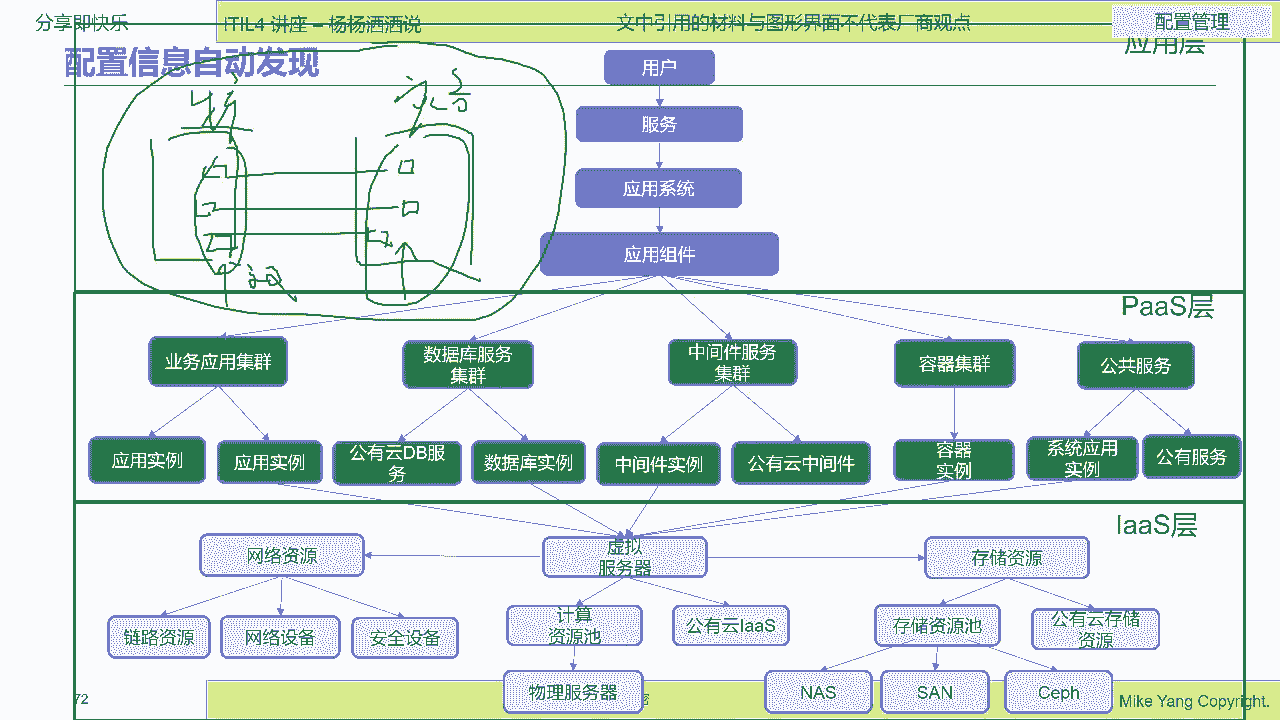 分享即快乐
ITIL4 讲座 – 杨杨洒洒说
文中引用的材料与图形界面不代表厂商观点
配置管理
配置信息自动发现
应用层
用户
服务
应用系统
应用组件
PaaS层
业务应用集群
数据库服务
集群
中间件服务
集群
容器集群
公共服务
应用实例
应用实例
公有云DB服
务
数据库实例
中间件实例
公有云中间件
容器
实例
系统应用
实例
公有服务
IaaS层
网络资源
虚拟
服务器
存储资源
链路资源
网络设备
安全设备
计算
资源池
公有云IaaS
存储资源池
公有云存储
资源
物理服务器
NAS
SAN
Ceph
72
Mike Yang Copyright.